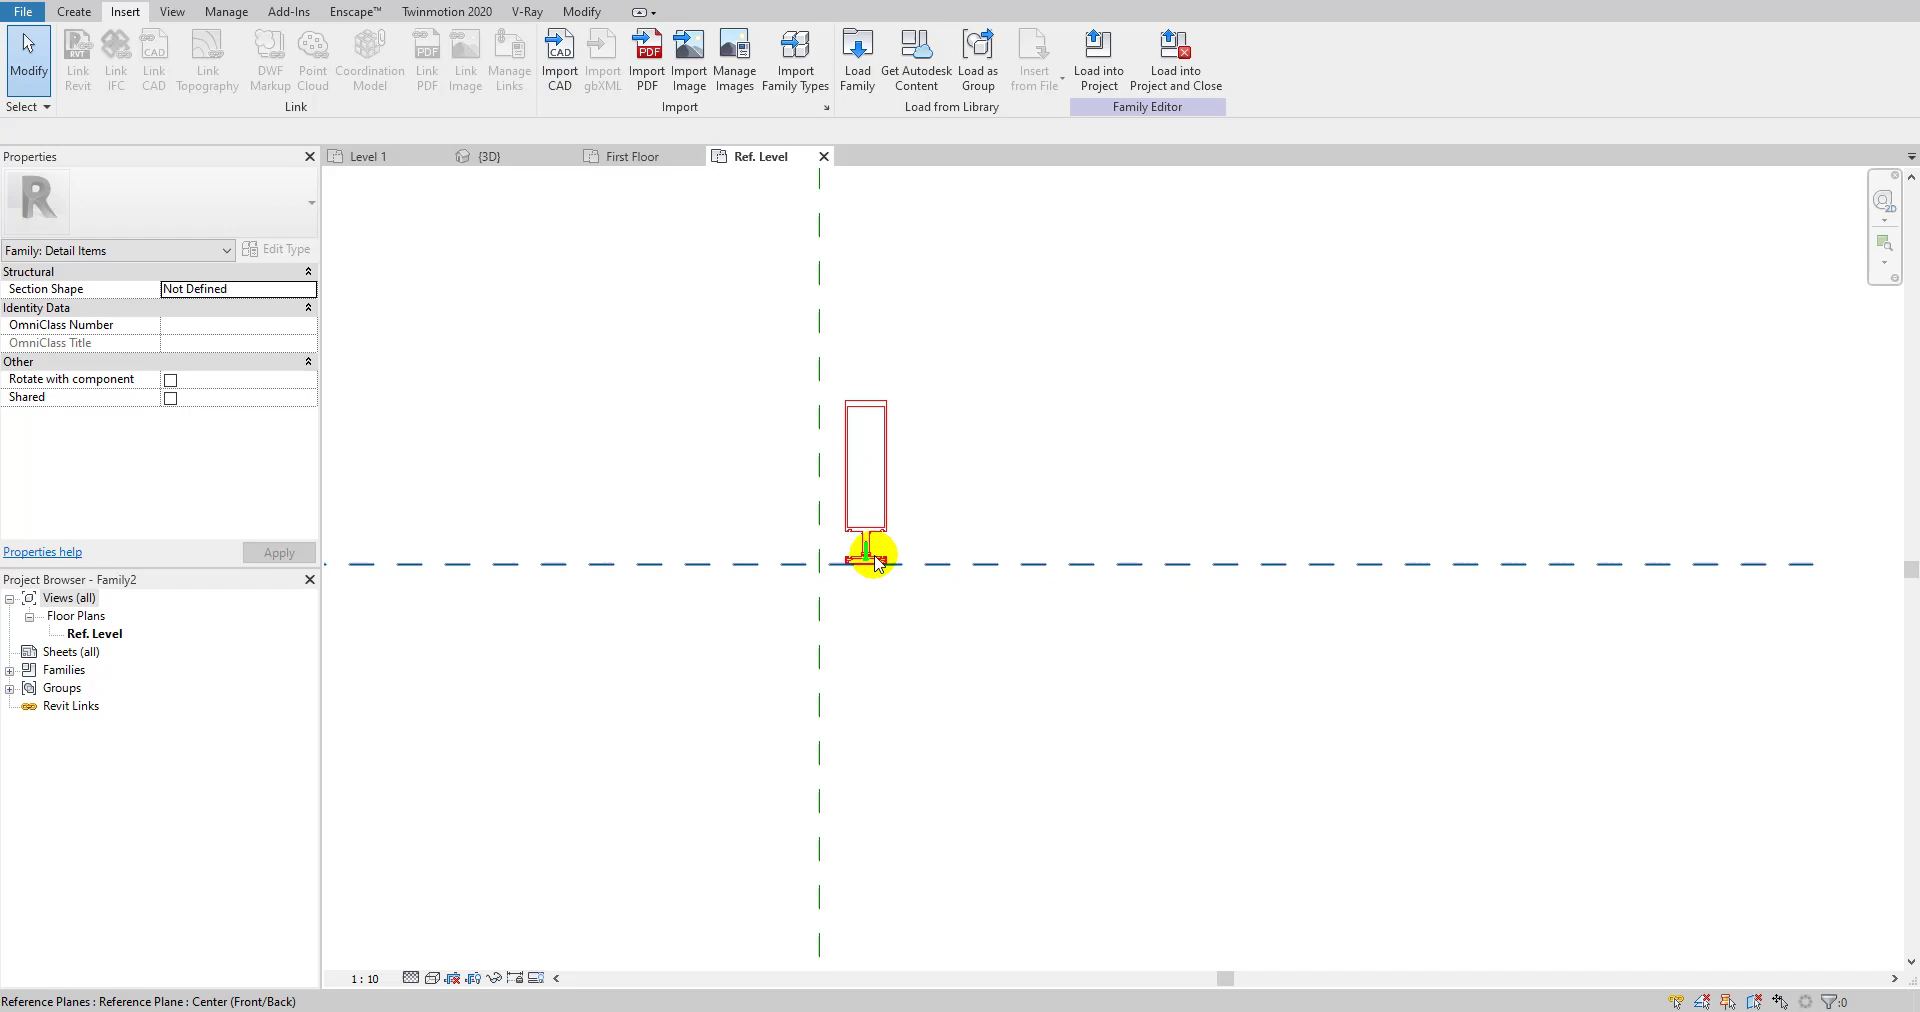 File Create Insert View Manage Add-Ins Enscape™ Twinmotion 2020 V-Ray Modify
Modify
Link Revit
Link IFC
Link CAD
Link Topography
DWF Markup
Point Cloud
Coordination Model
Link PDF
Link Image
Manage Links
Import CAD
Import gbXML
Import PDF
Import Image
Manage Images
Import Family Types
Load Family
Get Autodesk Content
Load as Group
Insert from File
Load into Project
Load into Project and Close
Select Link Import Load from Library Family Editor
Properties
Level 1 {3D} First Floor Ref. Level
R
Family: Detail Items Edit Type
Structural
Section Shape Not Defined
Identity Data
OmniClass Number
OmniClass Title
Other
Rotate with component
Shared
Properties help Apply
Project Browser - Family2
Views (all)
Floor Plans
Ref. Level
Sheets (all)
Families
Groups
Revit Links
1 : 10
Reference Planes : Reference Plane : Center (Front/Back) :0